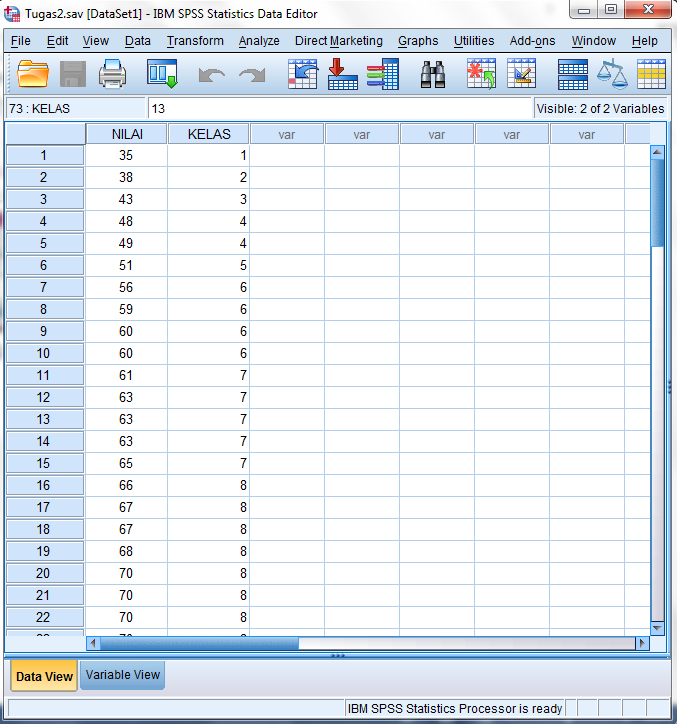 Tugas2.sav [DataSet1] - IBM SPSS Statistics Data Editor
File Edit View Data Transform Analyze Direct Marketing Graphs Utilities Add-ons Window Help
73 : KELAS 13 Visible: 2 of 2 Variables
NILAI KELAS var var var var var
1 35 1
2 38 2
3 43 3
4 48 4
5 49 4
6 51 5
7 56 6
8 59 6
9 60 6
10 60 6
11 61 7
12 63 7
13 63 7
14 63 7
15 65 7
16 66 8
17 67 8
18 67 8
19 68 8
20 70 8
21 70 8
22 70 8
Data View Variable View
IBM SPSS Statistics Processor is ready